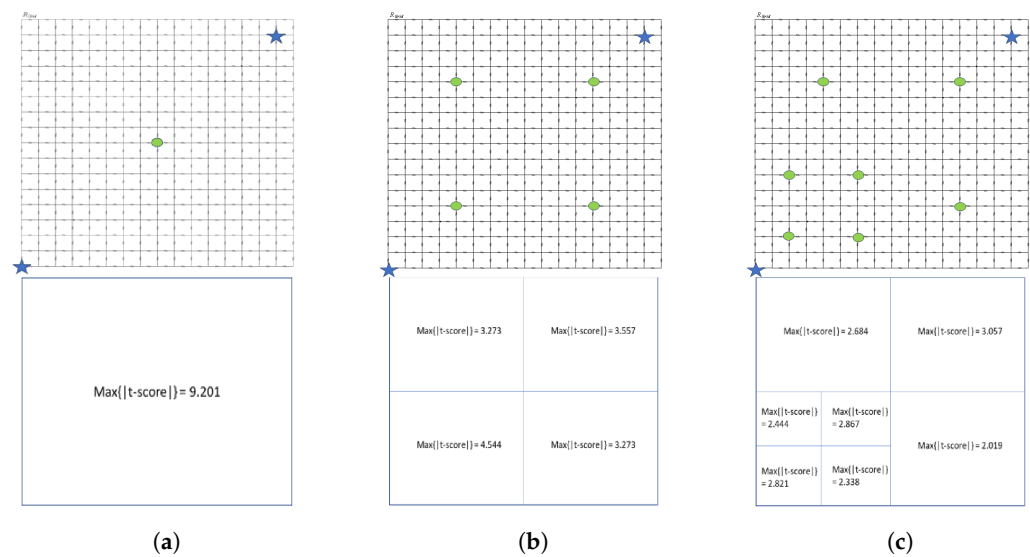 Max{|t-score|} = 9.201
Max{|t-score|} = 3.273
Max{|t-score|} = 3.557
Max{|t-score|} = 4.544
Max{|t-score|} = 3.273
Max{|t-score|} = 2.684
Max{|t-score|} = 3.057
Max{|t-score|}
= 2.444
Max{|t-score|}
= 2.867
Max{|t-score|} = 2.019
Max{|t-score|}
= 2.821
Max{|t-score|}
= 2.338
(a)
(b)
(c)